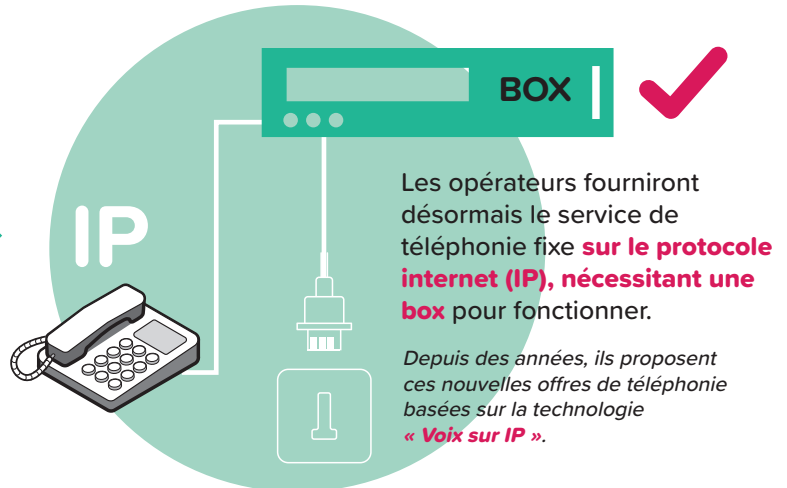 BOX
IP
Les opérateurs fourniront
désormais le service de
téléphonie fixe sur le protocole
internet (IP), nécessitant une
box pour fonctionner.
Depuis des années, ils proposent
ces nouvelles offres de téléphonie
basées sur la technologie
« Voix sur IP ».